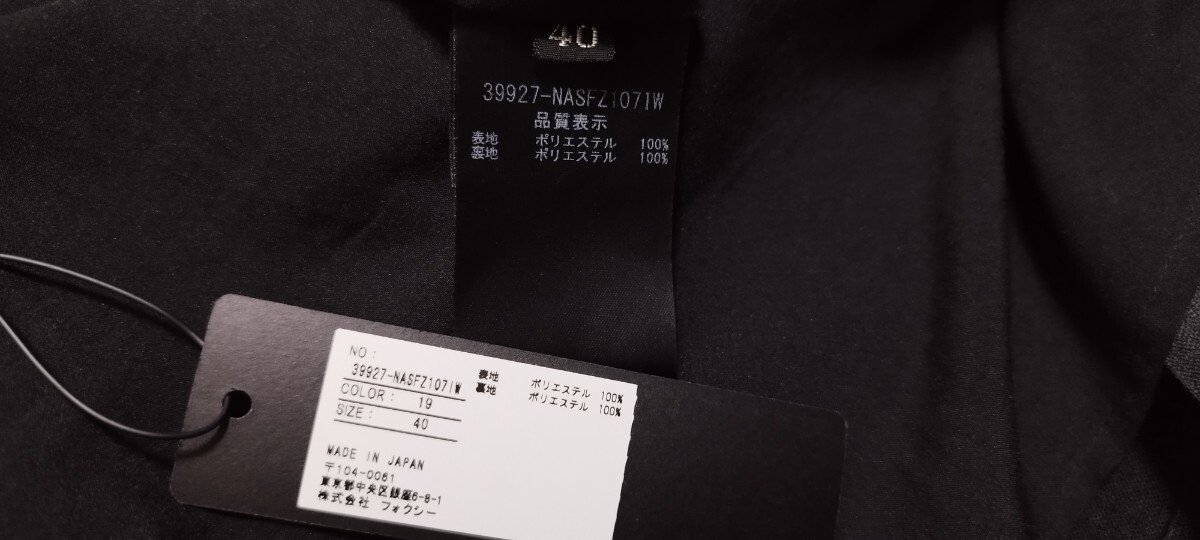 40
39927-NASFZ107IW
品質表示
表地 ポリエステル 100%
裏地 ポリエステル 100%
NO:
39927-NASFZ107IW
COLOR: 19
SIZE: 40
表地 ポリエステル 100%
裏地 ポリエステル 100%
MADE IN JAPAN
〒104-0061
東京都中央区銀座6-8-1
株式会社 フォクシー